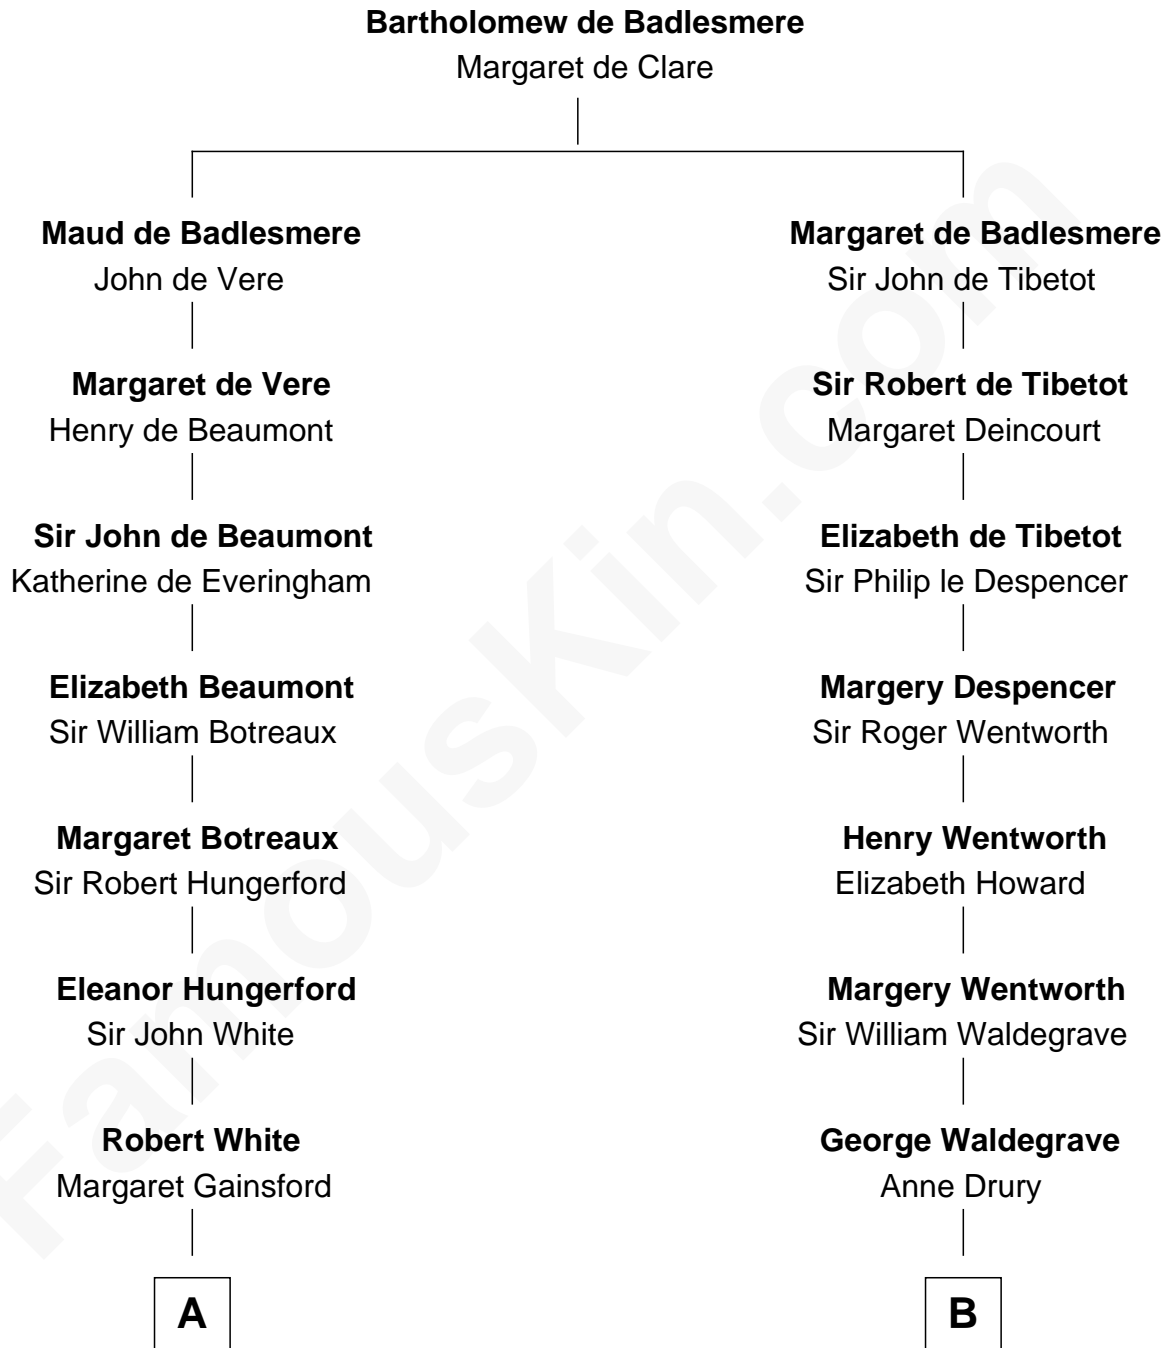 Bartholomew de Badlesmere
Margaret de Clare
Maud de Badlesmere
John de Vere
Margaret de Badlesmere
Sir John de Tibetot
Margaret de Vere
Henry de Beaumont
Sir Robert de Tibetot
Margaret Deincourt
Sir John de Beaumont
Katherine de Everingham
Elizabeth de Tibetot
Sir Philip le Despencer
Elizabeth Beaumont
Sir William Botreaux
Margery Despencer
Sir Roger Wentworth
Margaret Botreaux
Sir Robert Hungerford
Henry Wentworth
Elizabeth Howard
Eleanor Hungerford
Sir John White
Margery Wentworth
Sir William Waldegrave
Robert White
Margaret Gainsford
George Waldegrave
Anne Drury
A
B
FamousKin.com